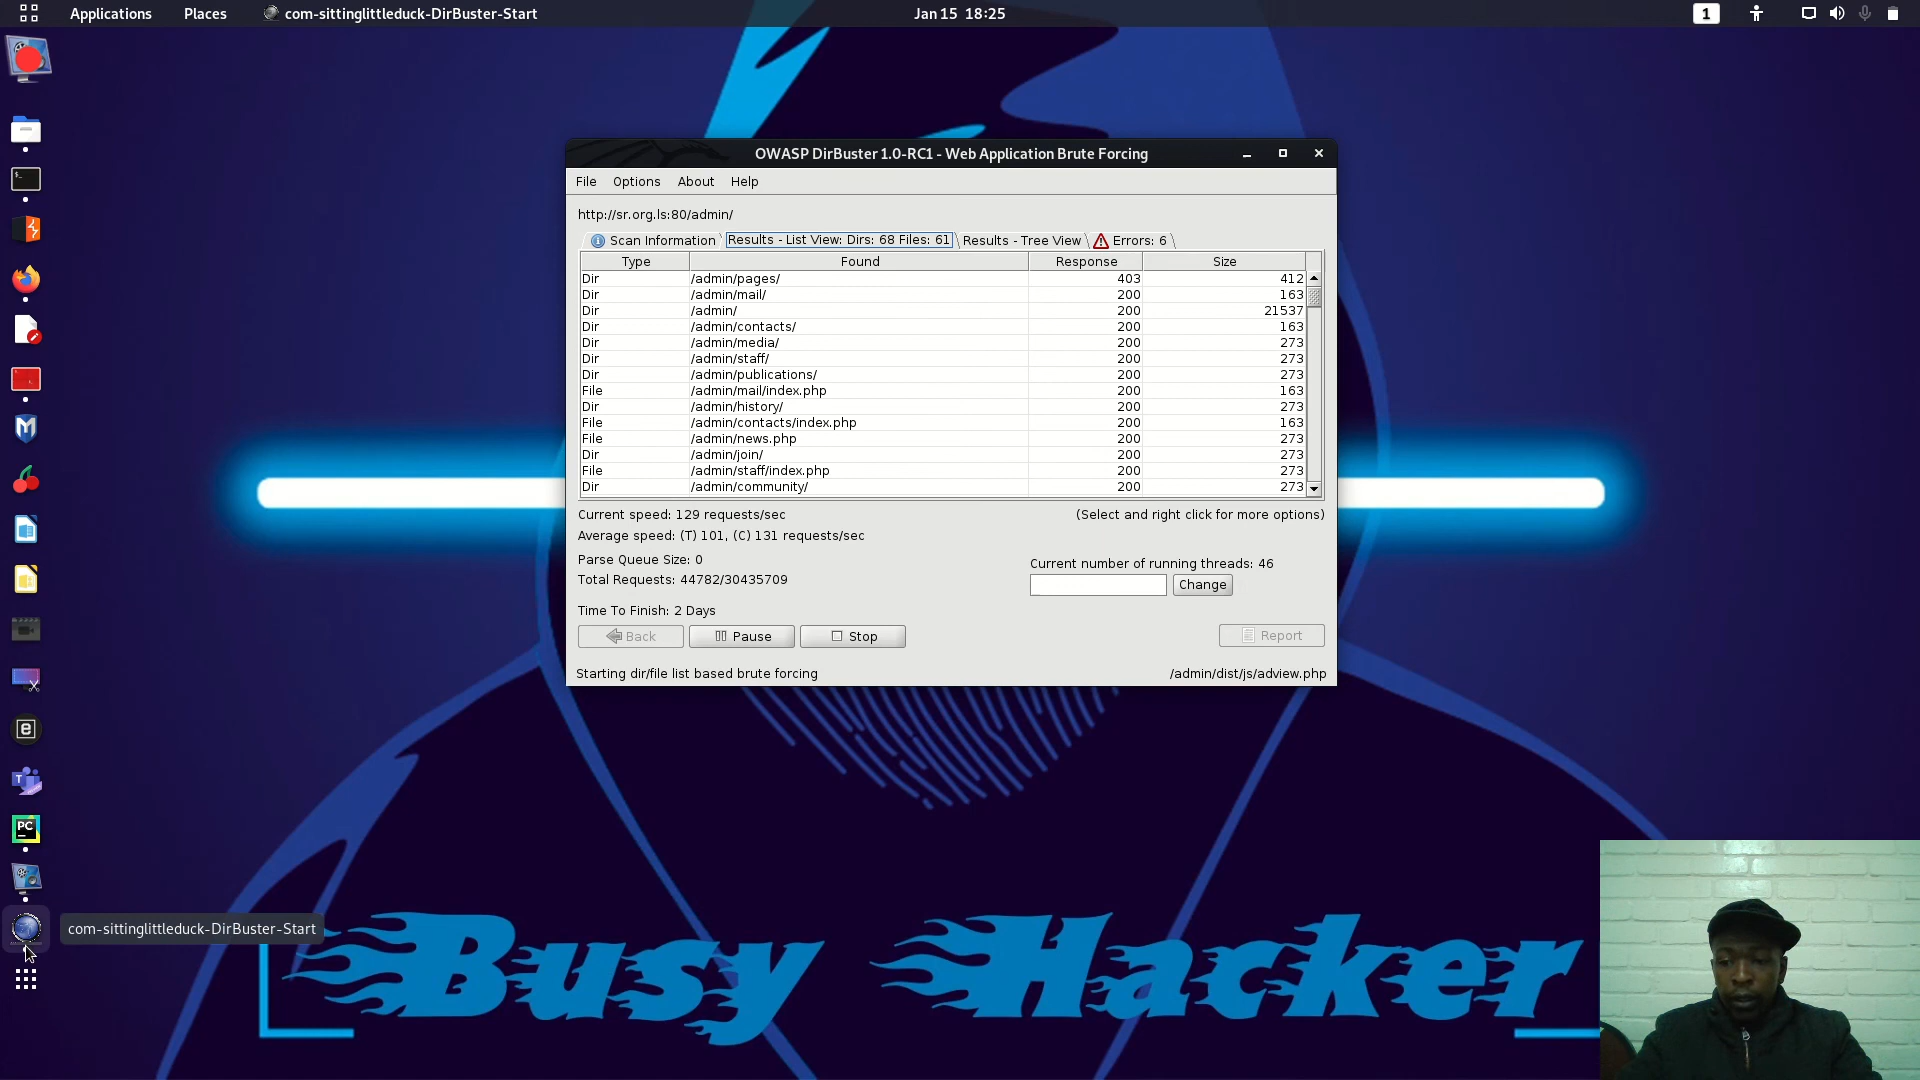 Applications Places com-sittinglittleduck-DirBuster-Start Jan 15 18:25 1
OWASP DirBuster 1.0-RC1 - Web Application Brute Forcing
File Options About Help
http://sr.org.ls:80/admin/
Scan Information Results - List View: Dirs: 68 Files: 61 Results - Tree View Errors: 6
Type Found Response Size
Dir /admin/pages/ 403 412
Dir /admin/mail/ 200 163
Dir /admin/ 200 21537
Dir /admin/contacts/ 200 163
Dir /admin/media/ 200 273
Dir /admin/staff/ 200 273
Dir /admin/publications/ 200 273
File /admin/mail/index.php 200 163
Dir /admin/history/ 200 273
File /admin/contacts/index.php 200 163
File /admin/news.php 200 273
Dir /admin/join/ 200 273
File /admin/staff/index.php 200 273
Dir /admin/community/ 200 273
Current speed: 129 requests/sec (Select and right click for more options)
Average speed: (T) 101, (C) 131 requests/sec
Parse Queue Size: 0 Current number of running threads: 46
Total Requests: 44782/30435709 Change
Time To Finish: 2 Days
Back Pause Stop Report
Starting dir/file list based brute forcing /admin/dist/js/adview.php
PC
com-sittinglittleduck-DirBuster-Start
Busy Hacker